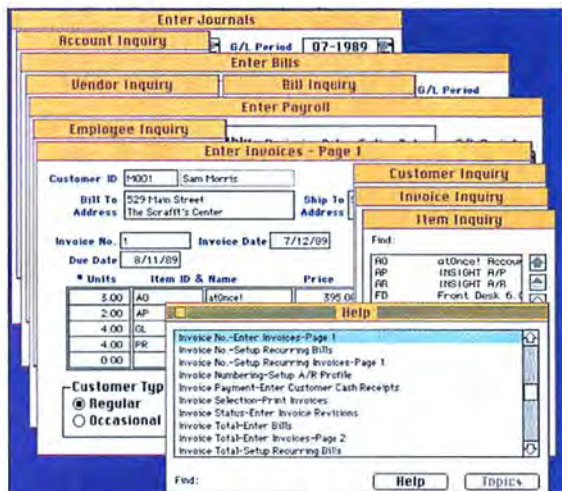 Enter Journals
Account Inquiry
G/L Period 07-1989
Enter Bills
Vendor Inquiry
Bill Inquiry
G/L Period
Enter Payroll
Employee Inquiry
Enter Invoices - Page 1
Customer Inquiry
Invoice Inquiry
Item Inquiry
Customer ID M001 Sam Morris
Bill To Address 529 Main Street
The Scrafft's Center
Ship To Address
Invoice No. 1 Invoice Date 7/12/89
Due Date 8/11/89
* Units Item ID & Name Price
3.00 AO atOnce! 395.00
2.00 AP
4.00 GL
4.00 PR
0.00
Customer Typ
Regular
Occasional
Find:
AO atOnce! Accou
AP INSIGHT A/P
AR INSIGHT A/R
FD Front Desk 6.
Help
Invoice No.-Enter Invoices-Page 1
Invoice No.-Setup Recurring Bills
Invoice No.-Setup Recurring Invoices-Page 1
Invoice Numbering-Setup A/R Profile
Invoice Payment-Enter Customer Cash Receipts
Invoice Selection-Print Invoices
Invoice Status-Enter Invoice Revisions
Invoice Total-Enter Bills
Invoice Total-Enter Invoices-Page 2
Invoice Total-Setup Recurring Bills
Find:
Help
Topics